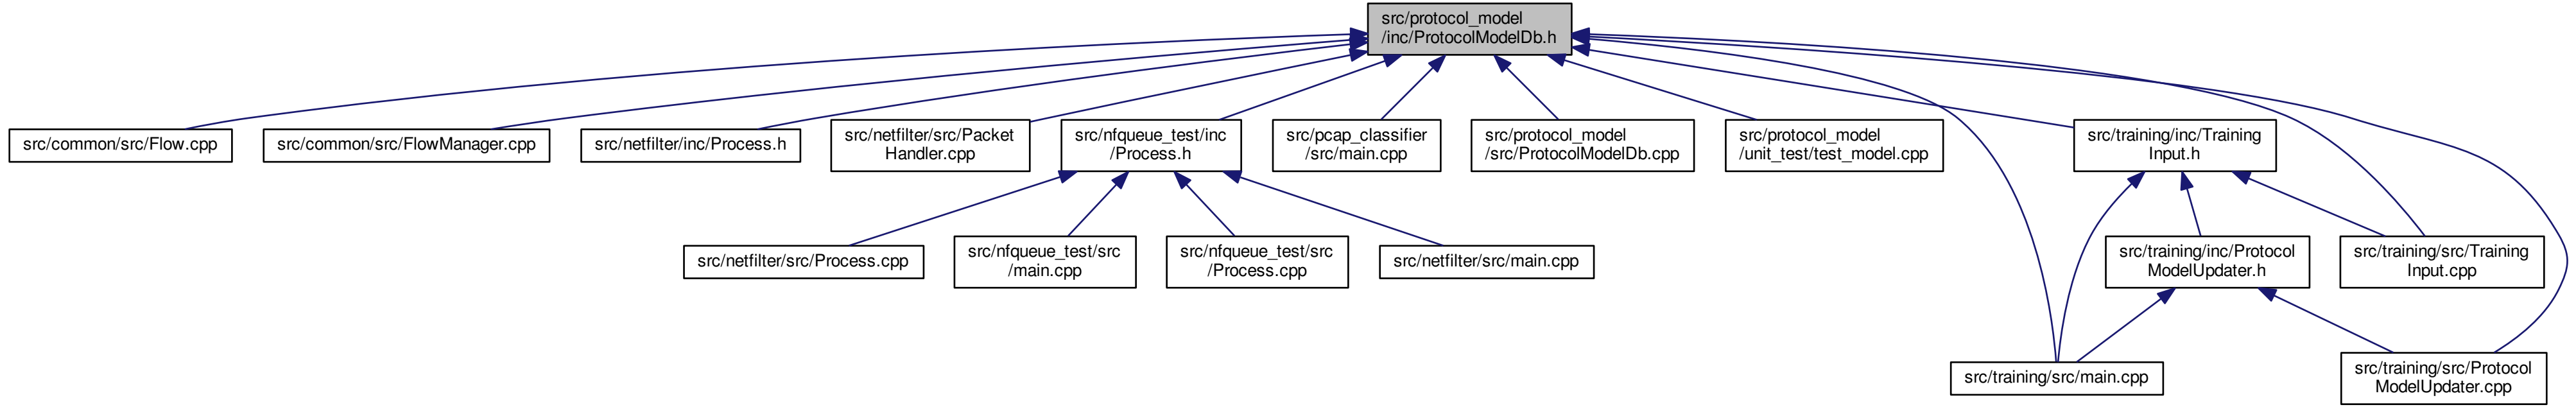 src/protocol_model
/inc/ProtocolModelDb.h
src/common/src/Flow.cpp
src/common/src/FlowManager.cpp
src/netfilter/inc/Process.h
src/netfilter/src/Packet
Handler.cpp
src/nfqueue_test/inc
/Process.h
src/pcap_classifier
/src/main.cpp
src/protocol_model
/src/ProtocolModelDb.cpp
src/protocol_model
/unit_test/test_model.cpp
src/training/inc/Training
Input.h
src/netfilter/src/Process.cpp
src/nfqueue_test/src
/main.cpp
src/nfqueue_test/src
/Process.cpp
src/netfilter/src/main.cpp
src/training/inc/Protocol
ModelUpdater.h
src/training/src/Training
Input.cpp
src/training/src/main.cpp
src/training/src/Protocol
ModelUpdater.cpp